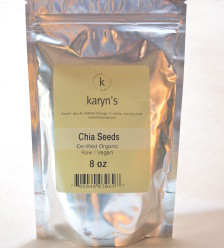 k
karyn's
Chia Seeds
Certified Organic
Raw / Vegan
8 oz